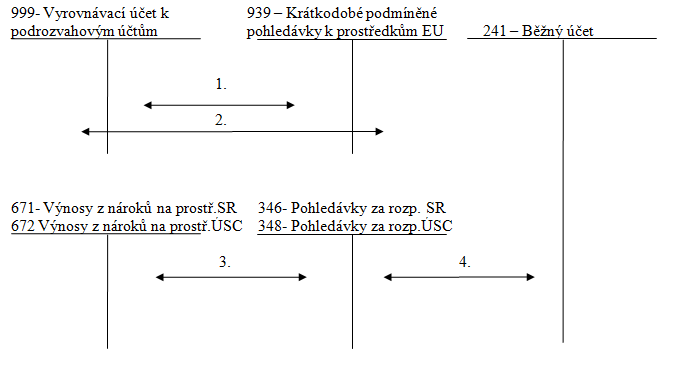 999- Vyrovnávací účet k
podrozvahovým účtům
939 – Krátkodobé podmíněné
pohledávky k prostředkům EU
241 – Běžný účet
1.
2.
671- Výnosy z nároků na prostř.SR
672 Výnosy z nároků na prostř.ÚSC
346- Pohledávky za rozp. SR
348- Pohledávky za rozp.ÚSC
3.
4.